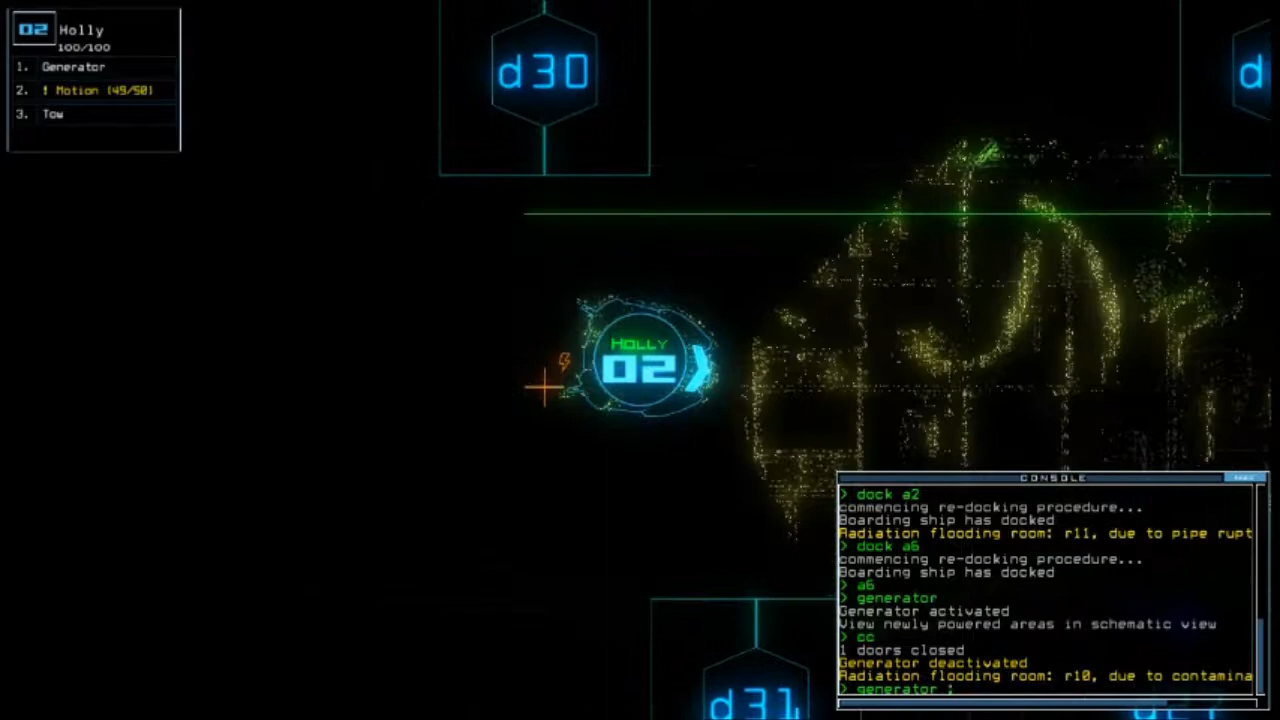 02 Holly
100/100
1. Generator
2. ! Motion (49/50)
3. Tow
d30
d
HOLLY
02
d31
CONSOLE
> dock a2
commencing re-docking procedure...
Boarding ship has docked
Radiation flooding room: r11, due to pipe rupt
> dock a6
commencing re-docking procedure...
Boarding ship has docked
> a6
> generator
Generator activated
View newly powered areas in schematic view
> cc
1 doors closed
Generator deactivated
Radiation flooding room: r10, due to contamina
> generator ;